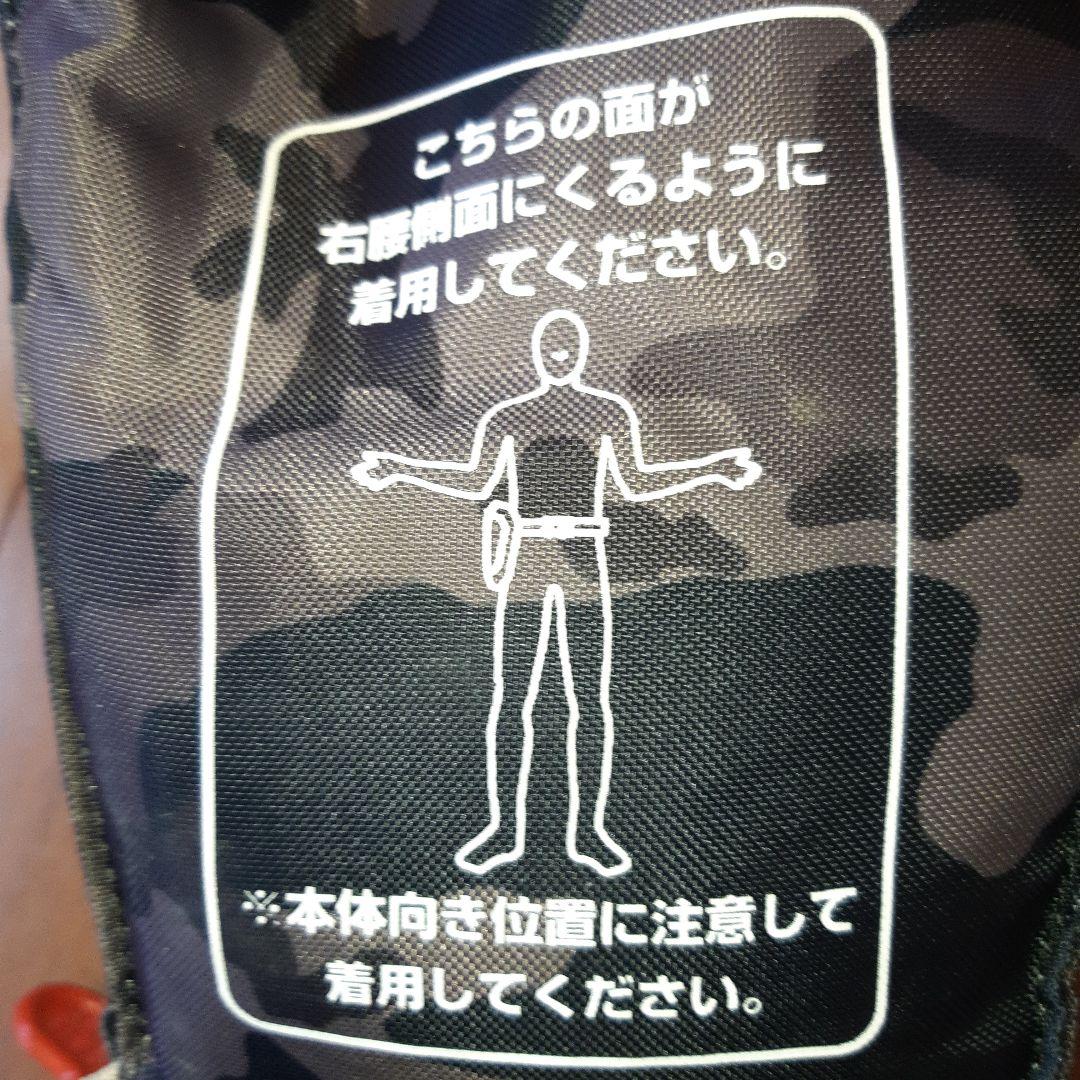 こちらの面が
右腰側面にくるように
着用してください。
※本体向き位置に注意して
着用してください。